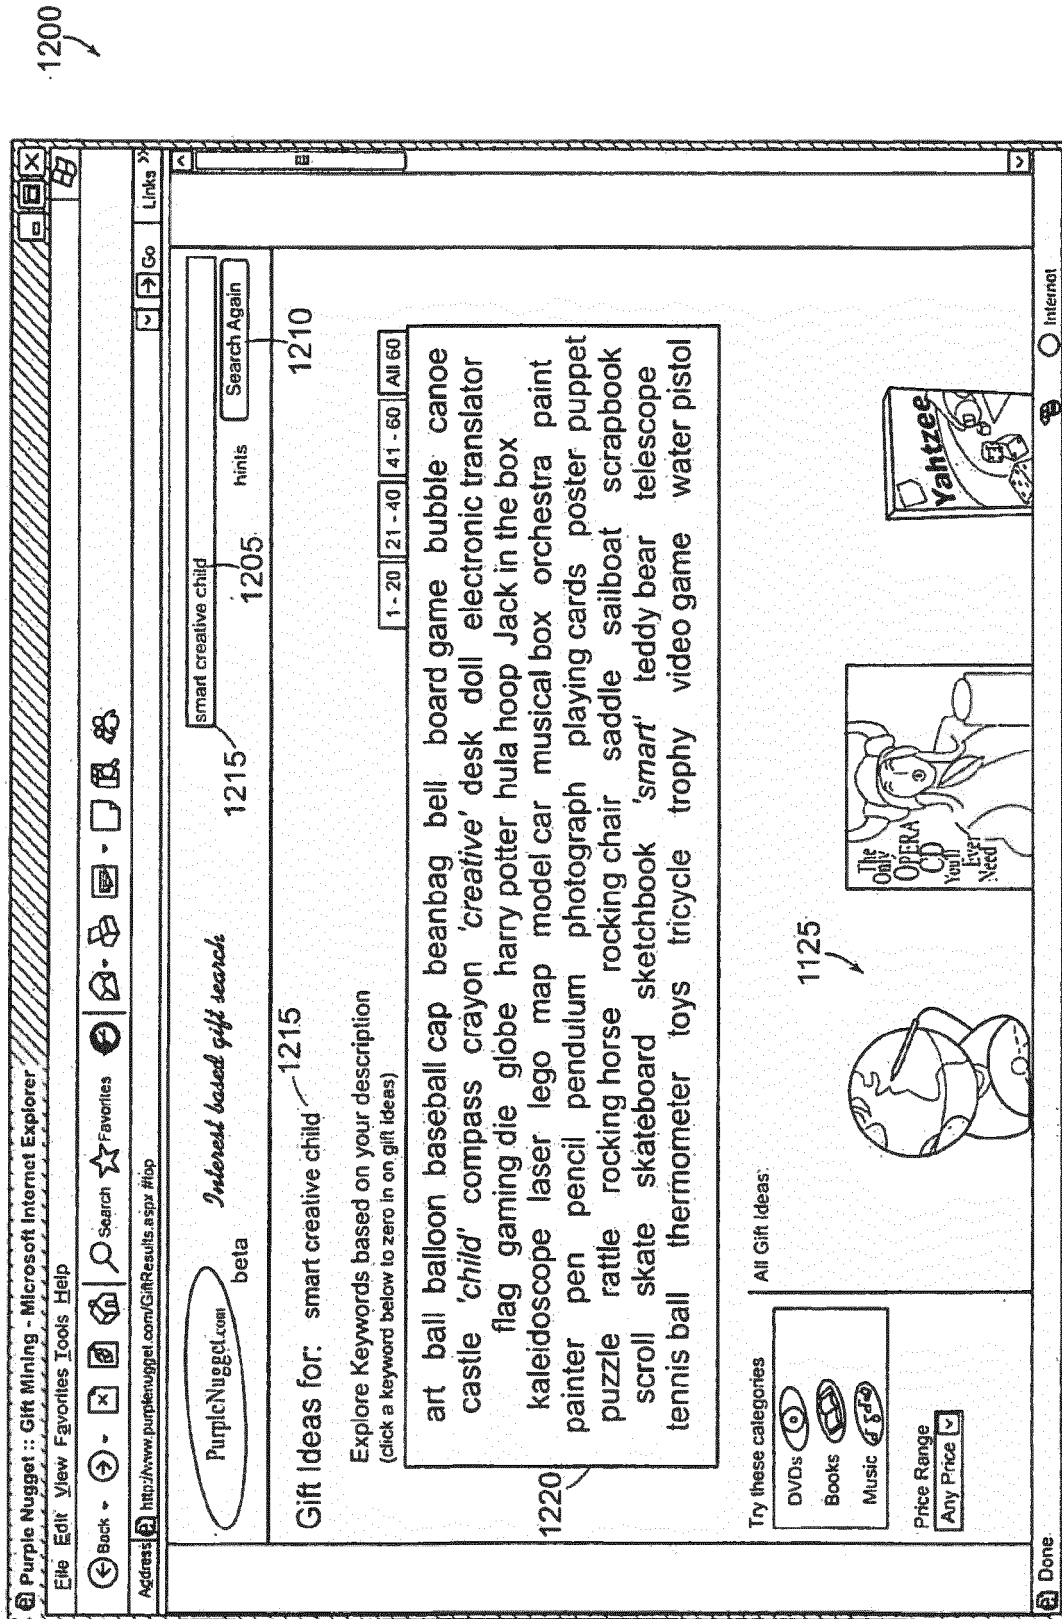 1200
Purple Nugget :: Gift Mining - Microsoft Internet Explorer
File Edit View Favorites Tools Help
Back Search Favorites
Address http://www.purplenugget.com/GiftResults.aspx #top Go Links »
PurpleNugget.com
beta
Interest based gift search
smart creative child
1215
1205
hints
Search Again
1210
Gift Ideas for: smart creative child
1215
Explore Keywords based on your description
(click a keyword below to zero in on gift ideas)
1 - 20 21 - 40 41 - 60 All 60
art ball balloon baseball cap beanbag bell board game bubble canoe
castle 'child' compass crayon 'creative' desk doll electronic translator
flag gaming die globe harry potter hula hoop Jack in the box
kaleidoscope laser lego map model car musical box orchestra paint
painter pen pencil pendulum photograph playing cards poster puppet
puzzle rattle rocking horse rocking chair saddle sailboat scrapbook
scroll skate skateboard sketchbook 'smart' teddy bear telescope
tennis ball thermometer toys tricycle trophy video game water pistol
1220
Try these categories
DVDs
Books
Music
Price Range
Any Price
All Gift Ideas:
1125
The
Only
OPERA
CD
You'll
Ever
Need
Yahtzee
Done
Internet